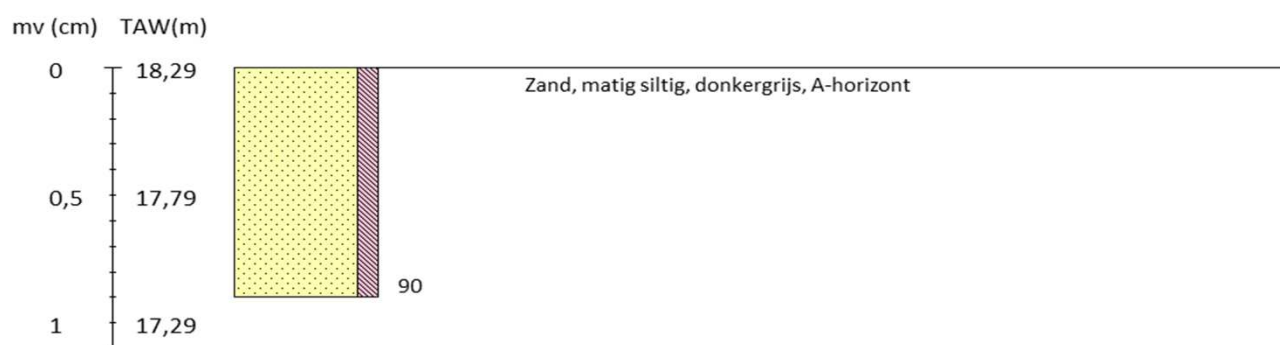 mv (cm) TAW(m)
0 18,29
Zand, matig siltig, donkergrijs, A-horizont
0,5 17,79
90
1 17,29